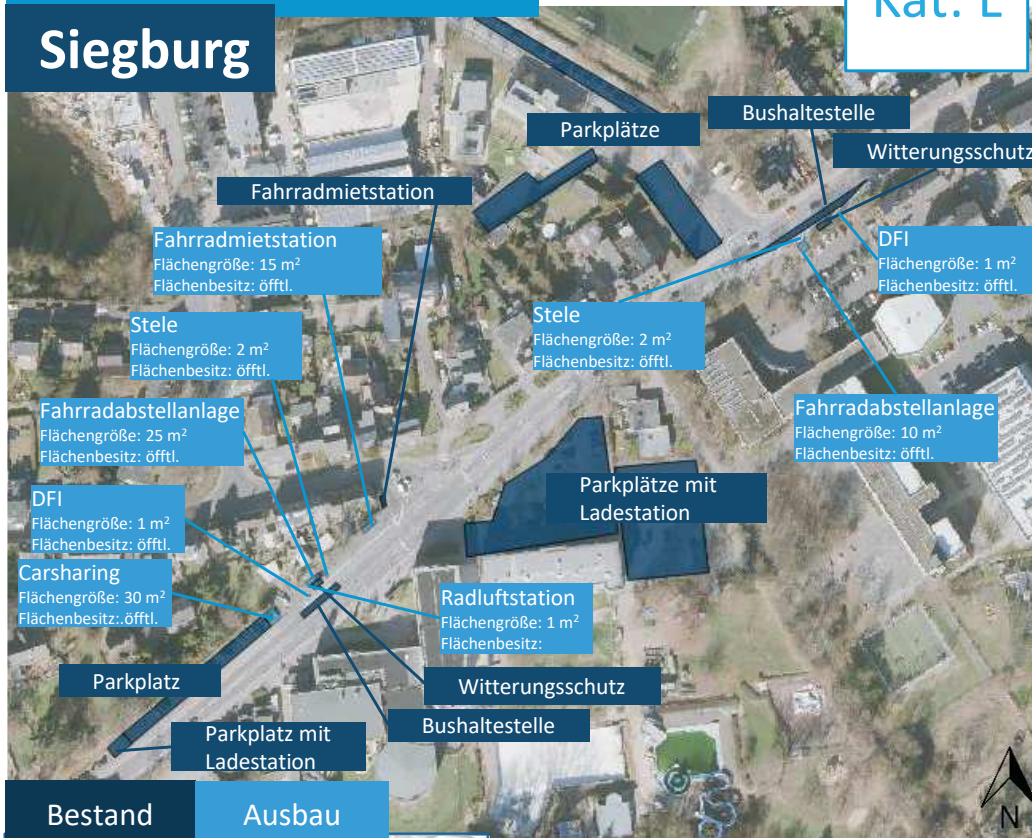 Siegburg
Kat. L
Parkplätze
Bushaltestelle
Witterungsschutz
Fahrradmietstation
Fahrradmietstation
Flächengröße: 15 m²
Flächenbesitz: öfftl.
DFI
Flächengröße: 1 m²
Flächenbesitz: öfftl.
Stele
Flächengröße: 2 m²
Flächenbesitz: öfftl.
Stele
Flächengröße: 2 m²
Flächenbesitz: öfftl.
Fahrradabstellanlage
Flächengröße: 25 m²
Flächenbesitz: öfftl.
Fahrradabstellanlage
Flächengröße: 10 m²
Flächenbesitz: öfftl.
Parkplätze mit
Ladestation
DFI
Flächengröße: 1 m²
Flächenbesitz: öfftl.
Carsharing
Flächengröße: 30 m²
Flächenbesitz:.öfftl.
Radluftstation
Flächengröße: 1 m²
Flächenbesitz:
Parkplatz
Witterungsschutz
Bushaltestelle
Parkplatz mit
Ladestation
Bestand
Ausbau
N